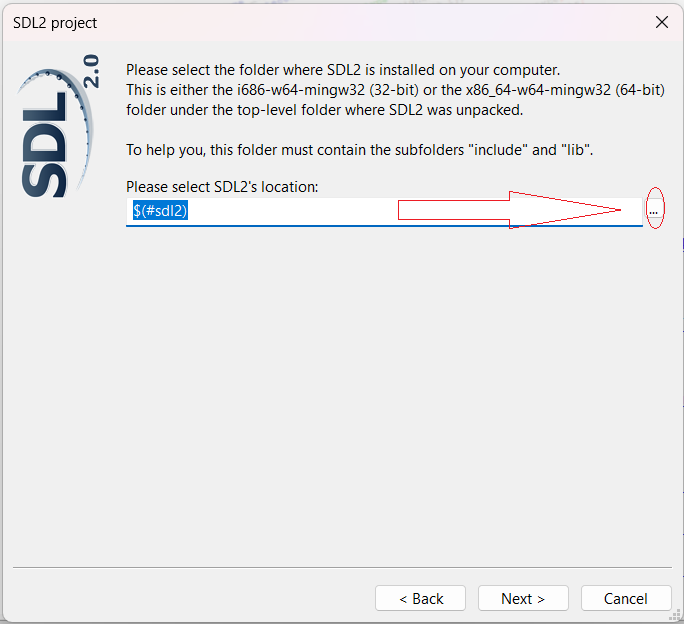 SDL2 project
SDL 2.0
Please select the folder where SDL2 is installed on your computer.
This is either the i686-w64-mingw32 (32-bit) or the x86_64-w64-mingw32 (64-bit)
folder under the top-level folder where SDL2 was unpacked.
To help you, this folder must contain the subfolders "include" and "lib".
Please select SDL2's location:
$(#sdl2)
...
< Back
Next >
Cancel